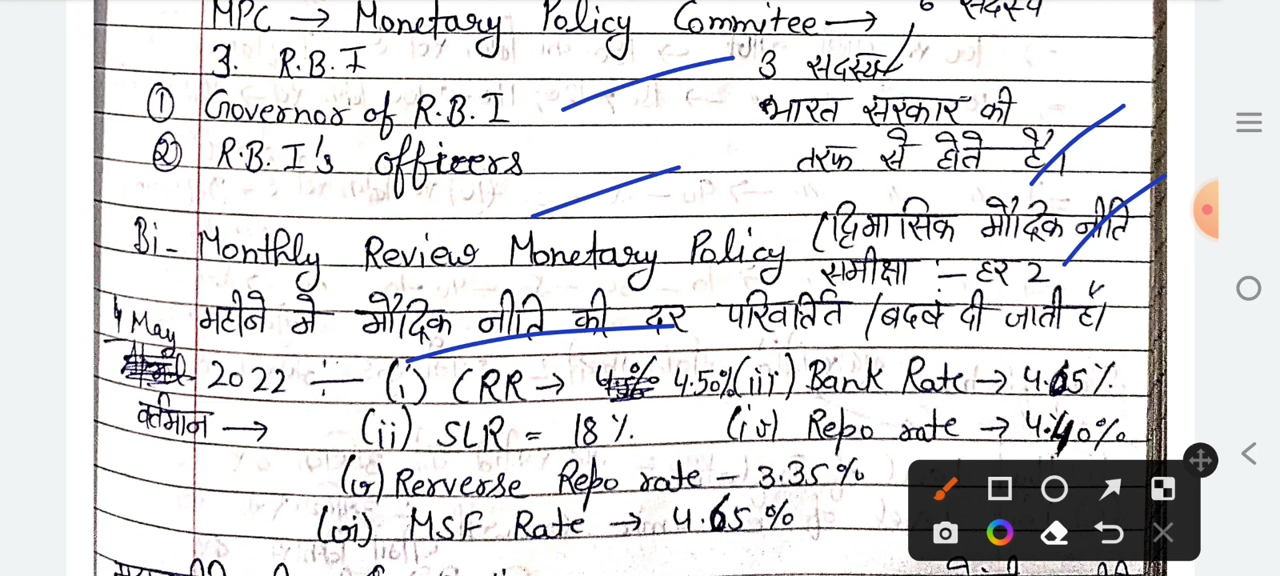 MPC → Monetary Policy Commitee → 6 सदस्य
3. R.B.I 3 सदस्य
① Governor of R.B.I भारत सरकार की
② R.B.I's officers तरफ से होते हैं।
Bi- Monthly Review Monetary Policy (द्विमासिक मौद्रिक नीति
समीक्षा :- हर 2
महीने में मौद्रिक नीति की दर परिवर्तित /बदल दी जाती है।
4 May
2022 ÷ (i) CRR → 4.50% (iii) Bank Rate → 4.65%
वर्तमान → (ii) SLR = 18 %. (iv) Repo rate → 4.40%
(v) Rerverse Repo rate - 3.35%
(vi) MSF Rate → 4.65 %